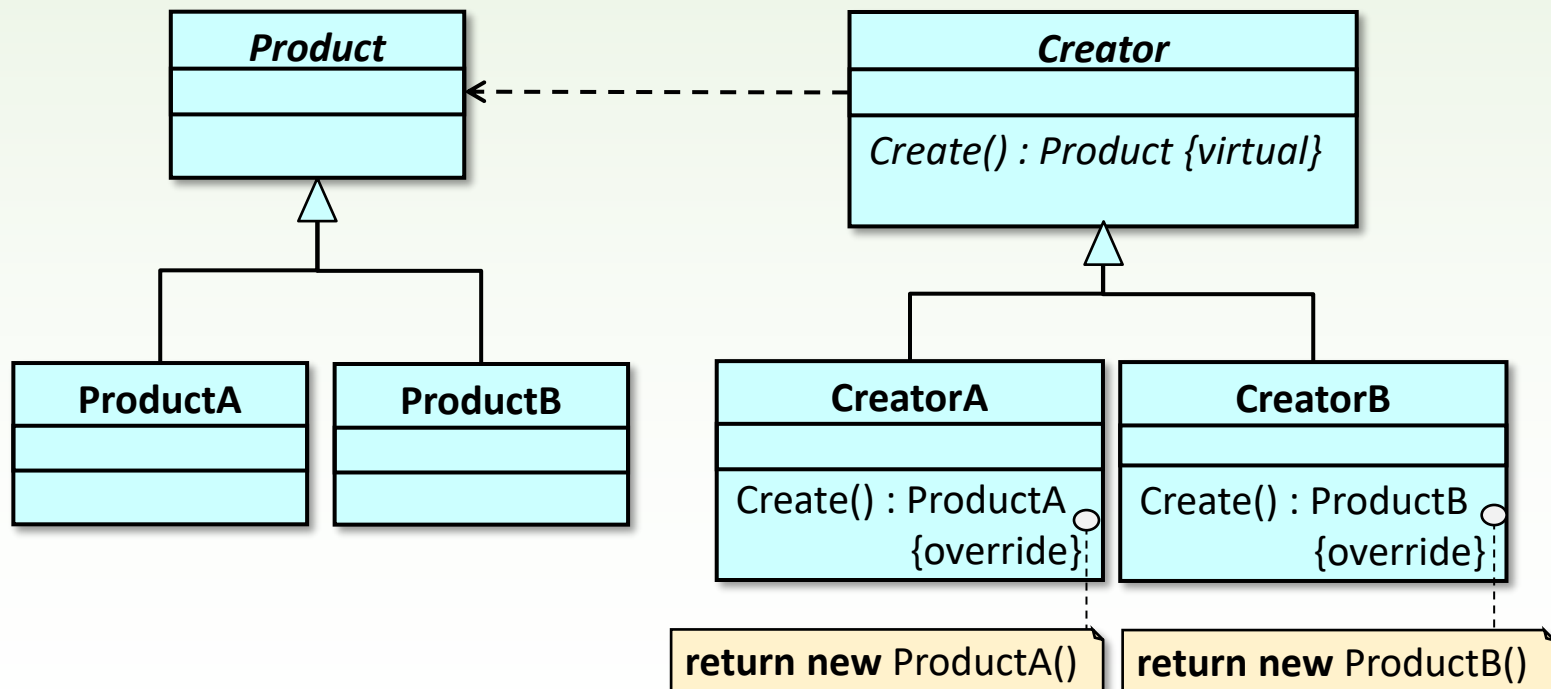 Product
Creator
Create() : Product {virtual}
ProductA
ProductB
CreatorA
CreatorB
Create() : ProductA
{override}
Create() : ProductB
{override}
return new ProductA()
return new ProductB()